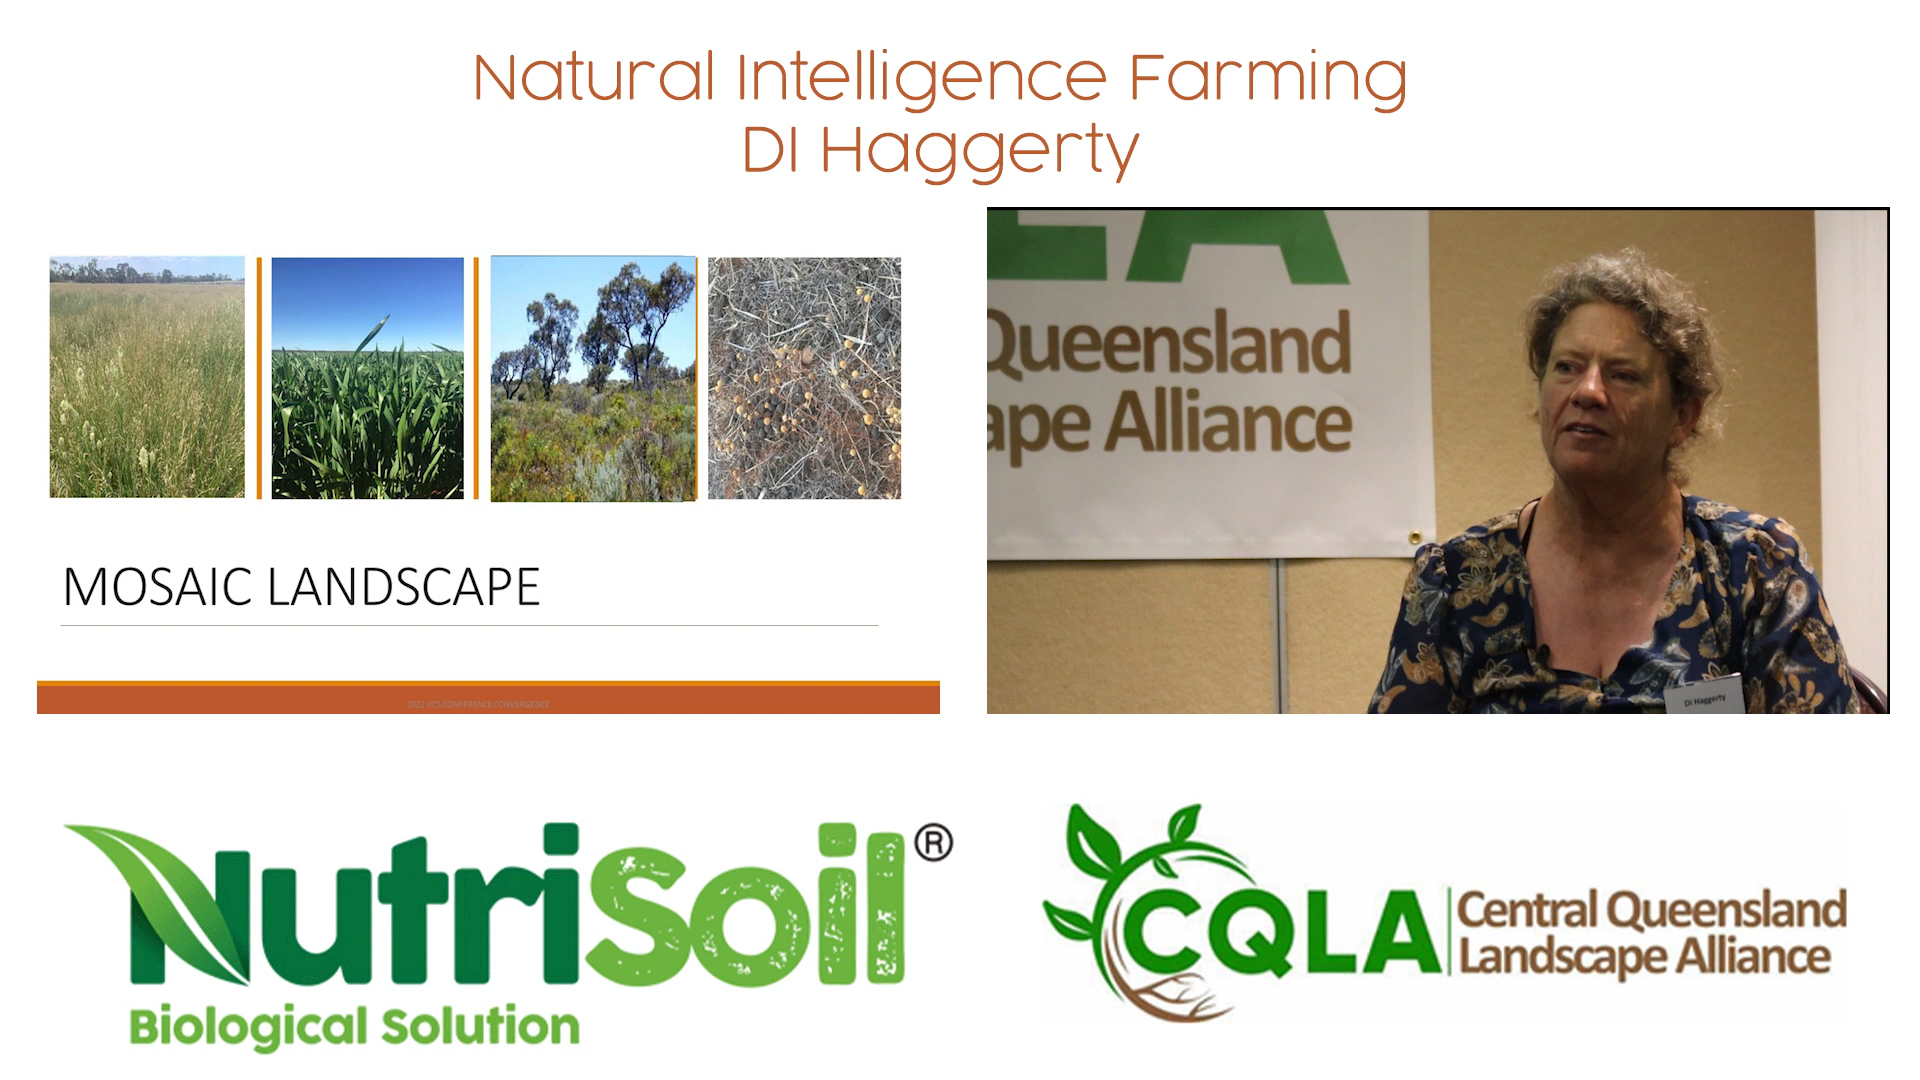 Natural Intelligence Farming
DI Haggerty
LA
Queensland
ape Alliance
MOSAIC LANDSCAPE
2022 RCS CONFERENCE CONVERGENCE
Di Haggerty
NutriSoil®
Biological Solution
CQLA
Central Queensland
Landscape Alliance